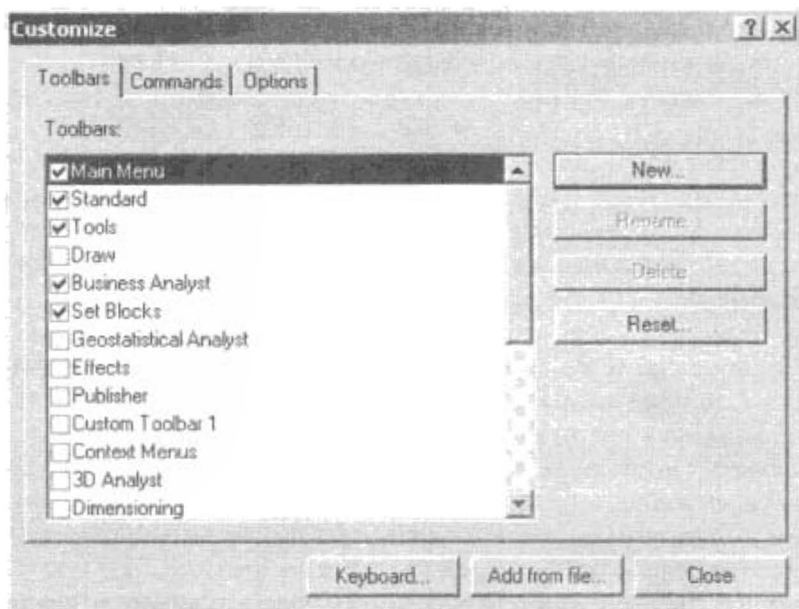 Customize
Toolbars Commands Options
Toolbars:
Main Menu
Standard
Tools
Draw
Business Analyst
Set Blocks
Geostatistical Analyst
Effects
Publisher
Custom Toolbar 1
Context Menus
3D Analyst
Dimensioning
New...
Rename...
Delete
Reset...
Keyboard... Add from file... Close